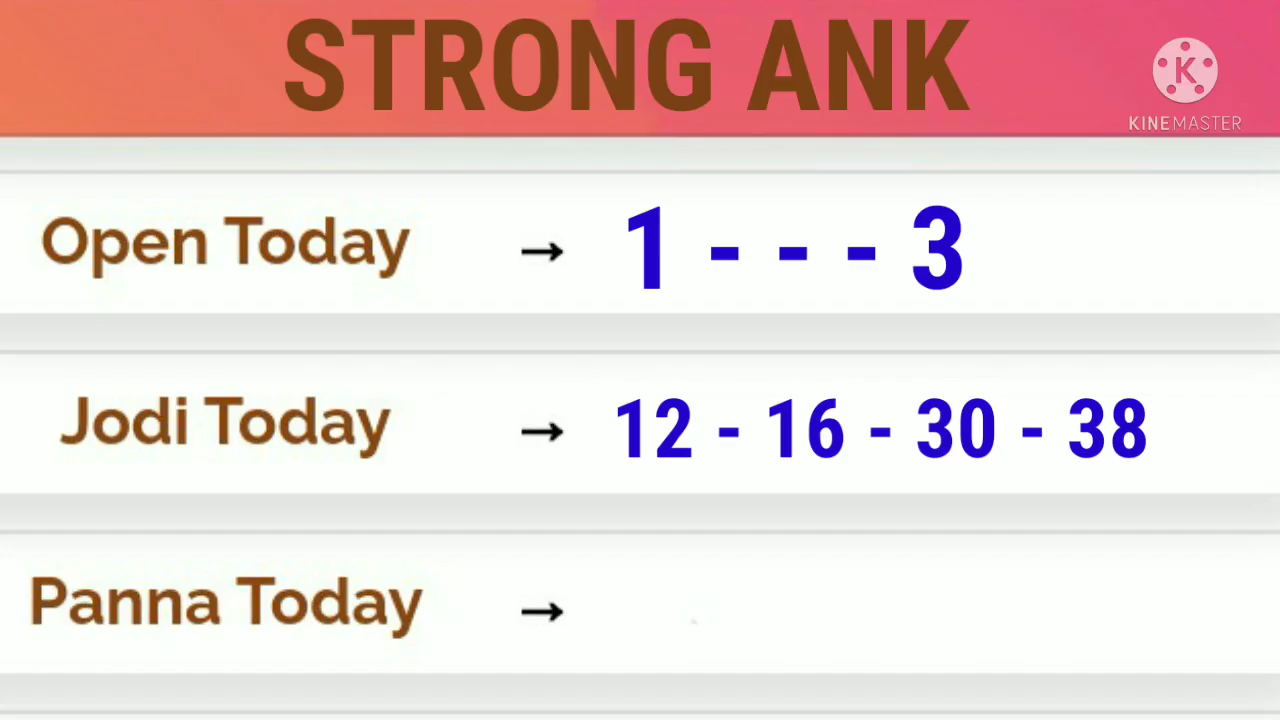 STRONG ANK
KINEMASTER
Open Today → 1 - - - 3
Jodi Today → 12 - 16 - 30 - 38
Panna Today →